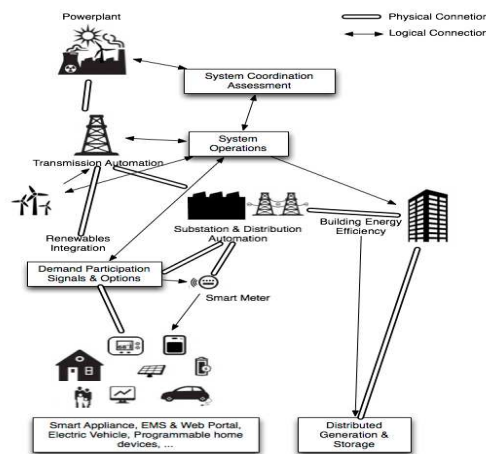 Powerplant
Physical Connetion
Logical Connection
System Coordination
Assessment
System
Operations
Transmission Automation
Renewables
Integration
Substation & Distribution
Automation
Building Energy
Efficiency
Demand Participation
Signals & Options
Smart Meter
Smart Appliance, EMS & Web Portal,
Electric Vehicle, Programmable home
devices, ...
Distributed
Generation &
Storage